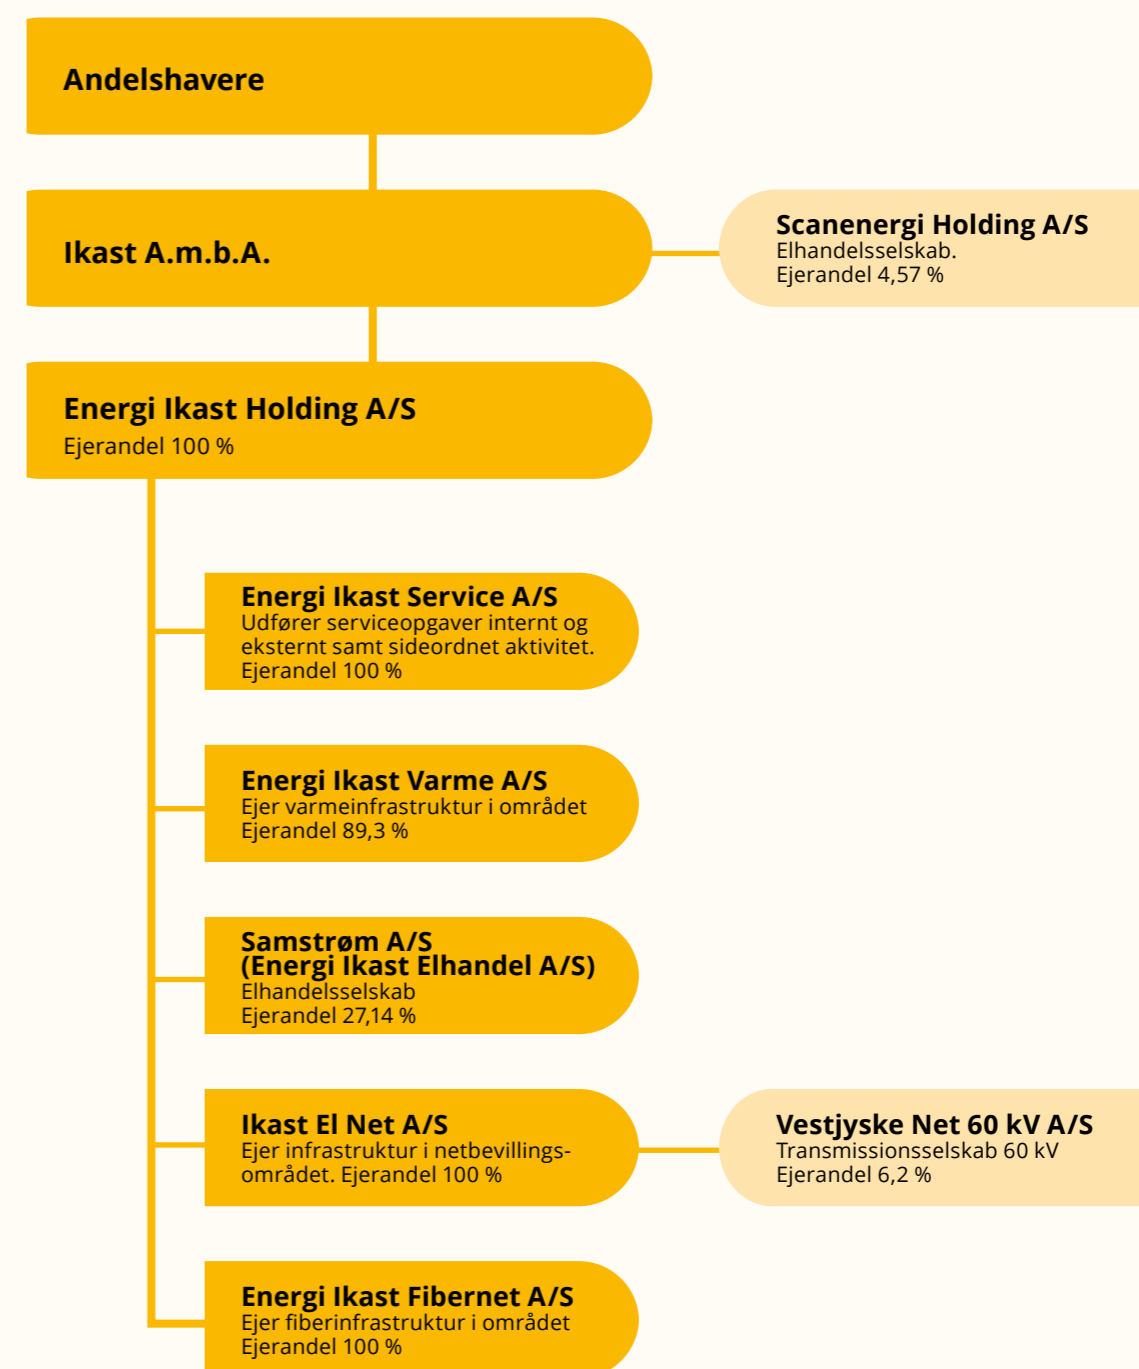 Andelshavere
Ikast A.m.b.A.
Scanenergi Holding A/S
Elhandelsselskab.
Ejerandel 4,57 %
Energi Ikast Holding A/S
Ejerandel 100 %
Energi Ikast Service A/S
Udfører serviceopgaver internt og
eksternt samt sideordnet aktivitet.
Ejerandel 100 %
Energi Ikast Varme A/S
Ejer varmeinfrastruktur i området
Ejerandel 89,3 %
Samstrøm A/S
(Energi Ikast Elhandel A/S)
Elhandelsselskab
Ejerandel 27,14 %
Ikast El Net A/S
Ejer infrastruktur i netbevillings-
området. Ejerandel 100 %
Vestjyske Net 60 kV A/S
Transmissionsselskab 60 kV
Ejerandel 6,2 %
Energi Ikast Fibernet A/S
Ejer fiberinfrastruktur i området
Ejerandel 100 %